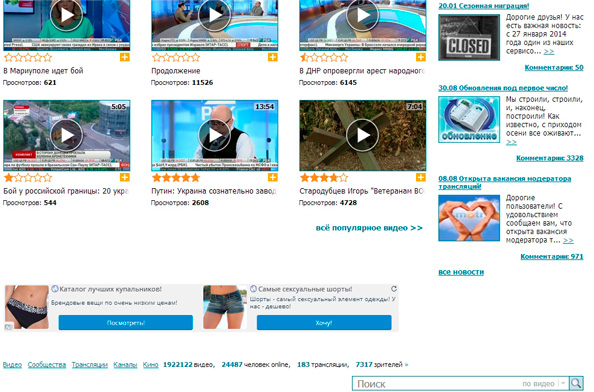 В Мариуполе идет бой
Просмотров: 621
Продолжение
Просмотров: 11526
В ДНР опровергли арест народног
Просмотров: 6145
5:05
13:54
7:04
Бой у российской границы: 20 укра
Просмотров: 544
Путин: Украина сознательно завод
Просмотров: 2608
Стародубцев Игорь "Ветеранам ВО
Просмотров: 4728
всё популярное видео >>
20.01 Сезонная миграция!
CLOSED
Дорогие друзья! У нас
есть важная новость:
с 27 января 2014
года один из наших
сервисо... >>
Комментарии: 50
30.08 Обновления под первое число!
обновление
Мы строили, строили
и, наконец,
построили! Как
известно, с приходом
осени все оживают...
>>
Комментарии: 3328
08.08 Открыта вакансия модератора
трансляций!
Дорогие
пользователи! С
удовольствием
сообщаем вам, что
открыта вакансия
модератора т... >>
Комментарии: 971
все новости
Каталог лучших купальников!
Брендовые вещи по очень низким ценам!
Посмотреть!
Самые сексуальные шорты!
Шорты - самый сексуальный элемент одежды! У
нас - дешево!
Хочу!
Видео Сообщества Трансляции Каналы Кино 1922122 видео, 24487 человек online, 183 трансляции, 7317 зрителей »
Поиск
по видео